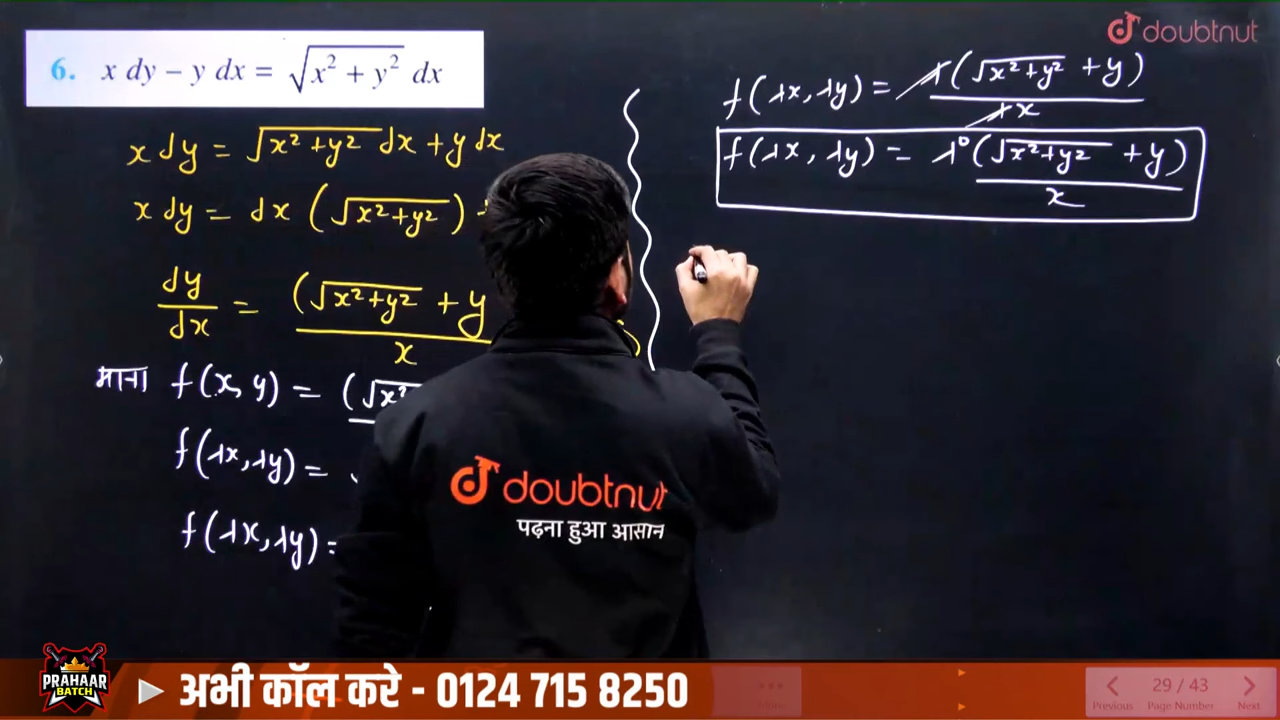 doubtnut
6. x dy – y dx = √(x² + y²) dx
x dy = √(x²+y²) dx + y dx
x dy = dx (√(x²+y²))
dy/dx = (√(x²+y²) + y / x
माना f(x, y) = (√x²
f(λx, λy) =
f(λx, λy) =
f(λx, λy) = λ(√(x²+y²) + y) / λx
f(λx, λy) = λ⁰ (√(x²+y²) + y) / x
doubtnut
पढ़ना हुआ आसान
PRAHAAR
BATCH
अभी कॉल करे - 0124 715 8250
29 / 43
Previous Page Number Next